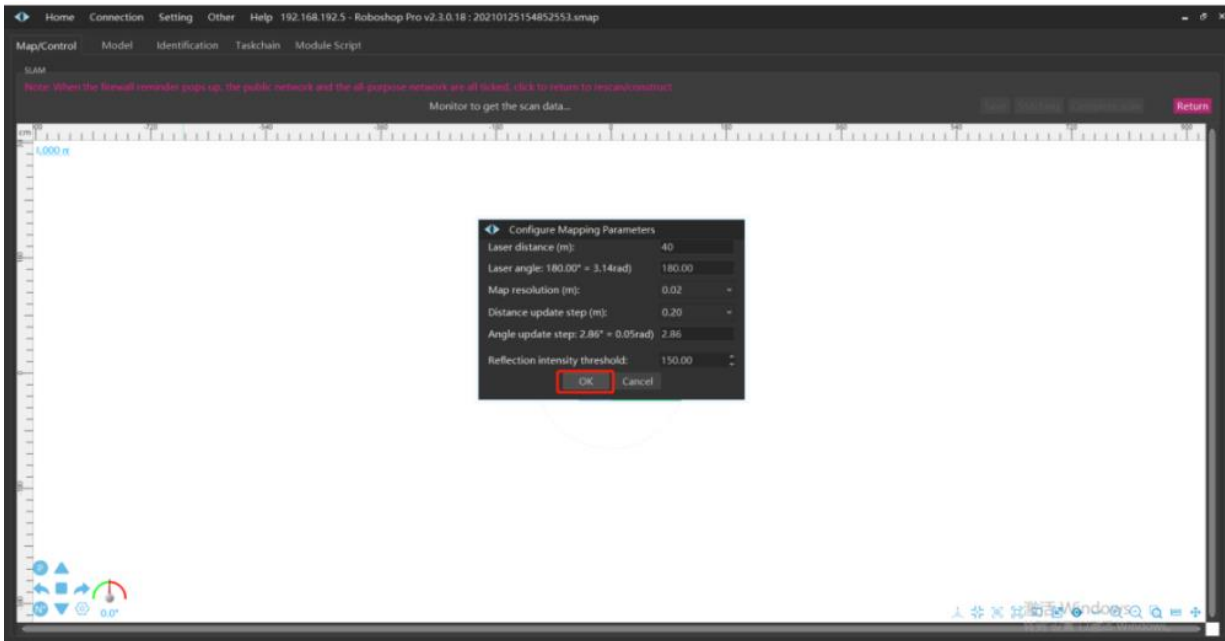 Home Connection Setting Other Help 192.168.192.5 - Roboshop Pro v2.3.0.18 : 20210125154852553.smap
Map/Control Model Identification Taskchain Module Script
SLAM
Note: When the firewall reminder pops up, the public network and the all-purpose network are all ticked, click to return to rescan/construct
Monitor to get the scan data...
Return
cm
1,000 m
Configure Mapping Parameters
Laser distance (m): 40
Laser angle: 180.00° = 3.14rad) 180.00
Map resolution (m): 0.02
Distance update step (m): 0.20
Angle update step: 2.86° = 0.05rad) 2.86
Reflection intensity threshold: 150.00
OK Cancel
0.0°
激活 Windows